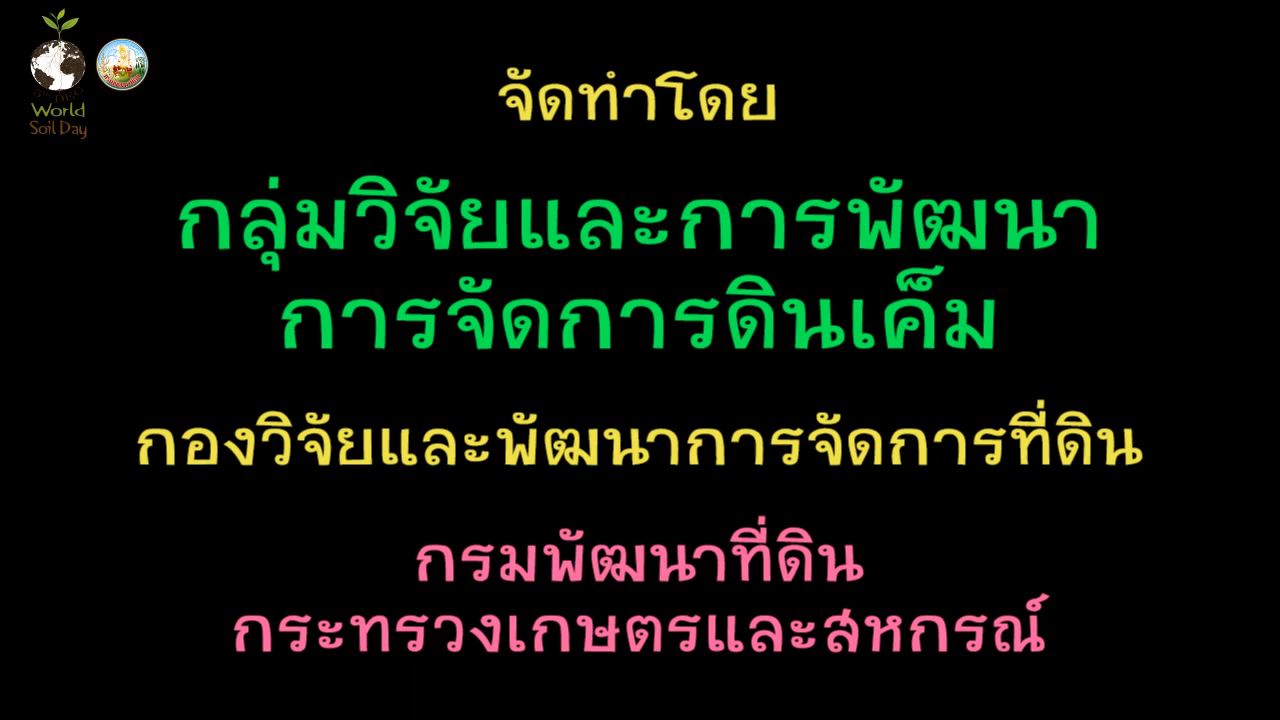 World
Soil Day
จัดทำโดย
กลุ่มวิจัยและการพัฒนา
การจัดการดินเค็ม
กองวิจัยและพัฒนาการจัดการที่ดิน
กรมพัฒนาที่ดิน
กระทรวงเกษตรและสหกรณ์